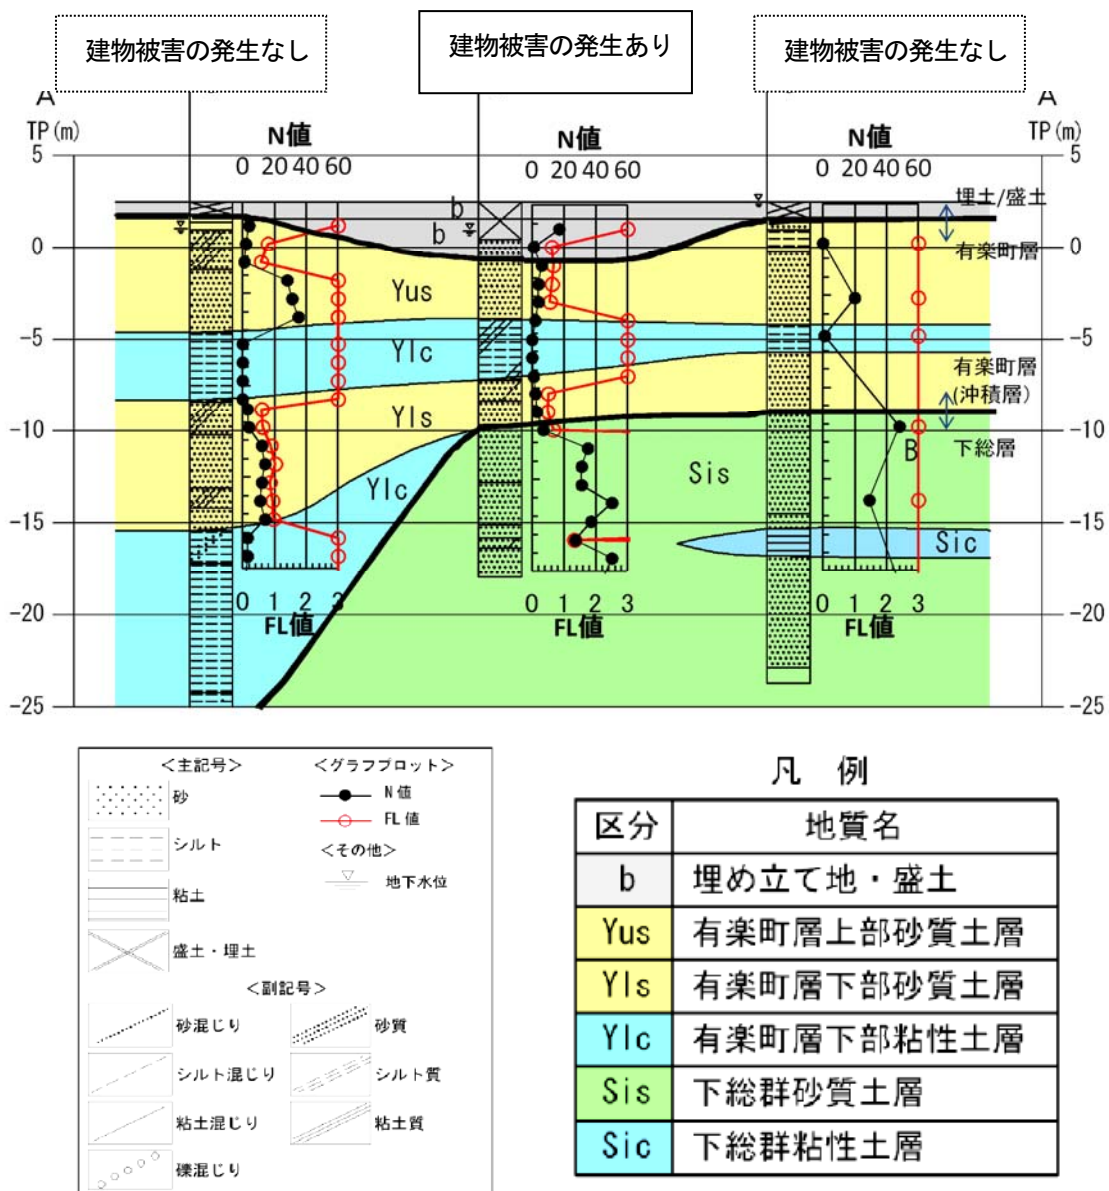 建物被害の発生なし
建物被害の発生あり
建物被害の発生なし
A
A
TP(m)
N値
N値
N値
TP(m)
5
0 20 40 60
0 20 40 60
0 20 40 60
5
b
b
埋土/盛土
0
0
有楽町層
Yus
-5
Ylc
-5
有楽町層
(沖積層)
Yls
-10
-10
B
下総層
Sis
Ylc
-15
-15
Sic
0 1 2 3
0 1 2 3
0 1 2 3
-20
-20
FL値
FL値
FL値
-25
-25
<主記号>
砂
シルト
粘土
盛土・埋土
<グラフプロット>
N値
FL値
<その他>
地下水位
<副記号>
砂混じり
砂質
シルト混じり
シルト質
粘土混じり
粘土質
礫混じり
凡 例
区分 地質名
b 埋め立て地・盛土
Yus 有楽町層上部砂質土層
Yls 有楽町層下部砂質土層
Ylc 有楽町層下部粘性土層
Sis 下総群砂質土層
Sic 下総群粘性土層